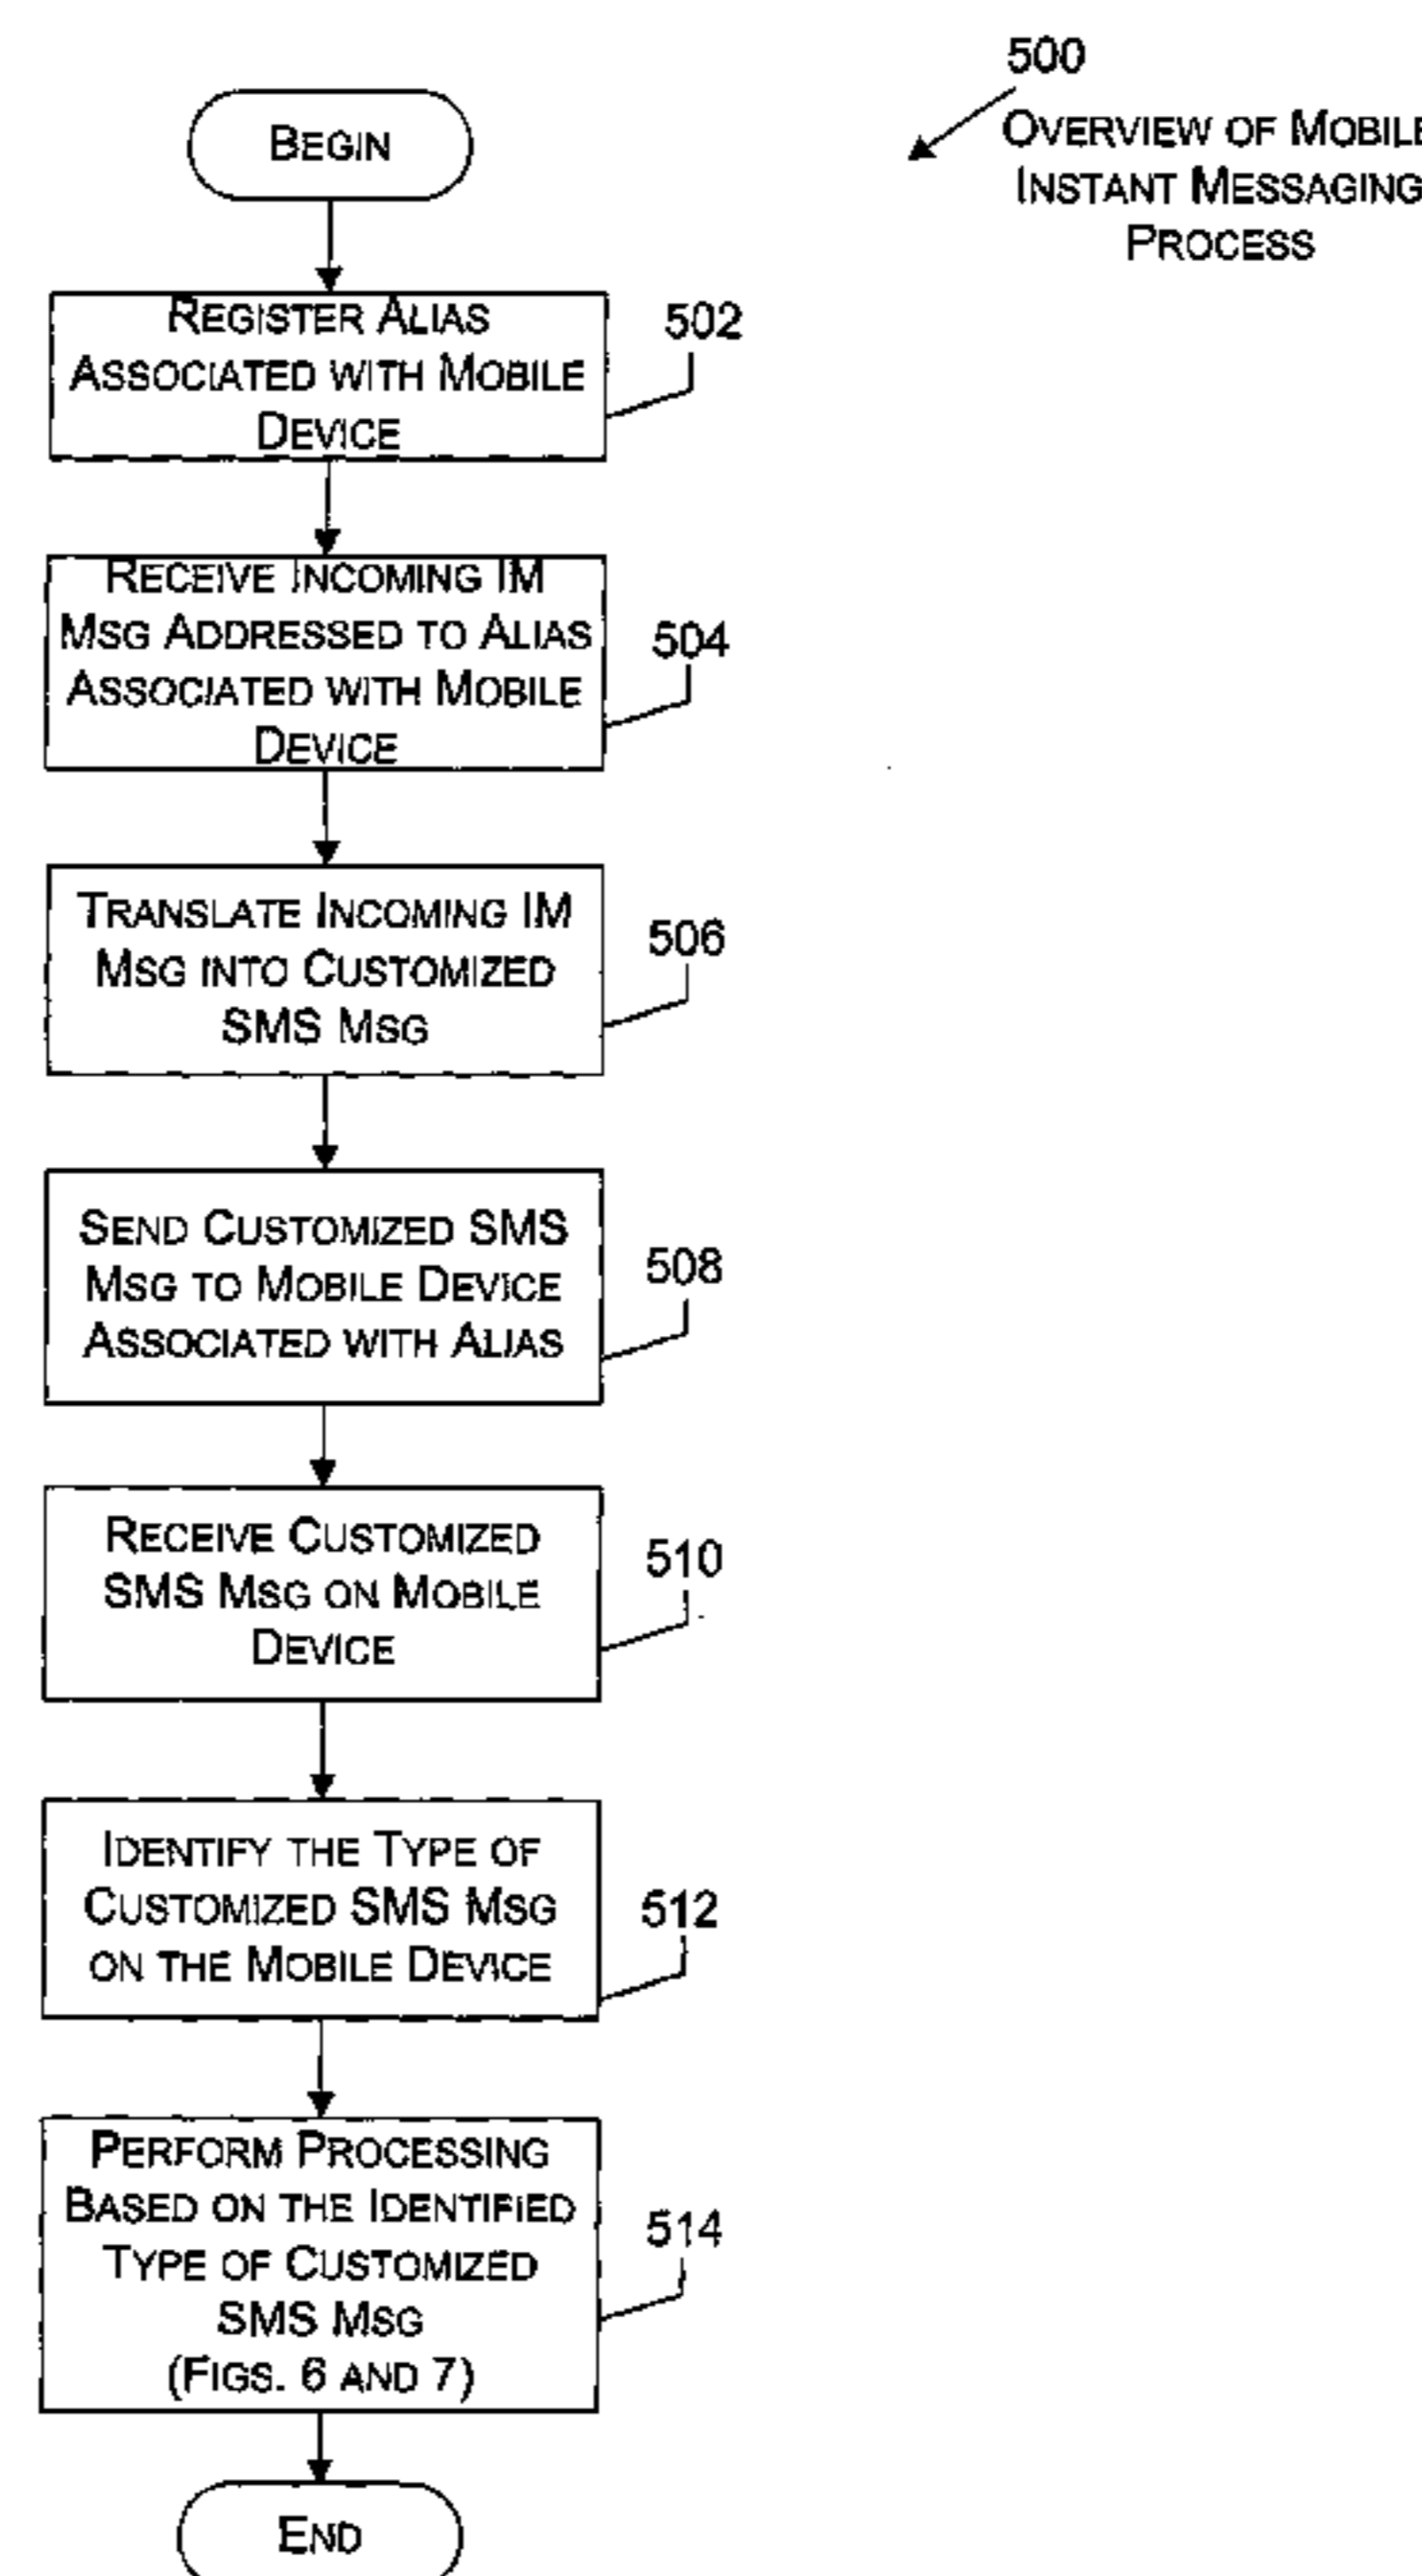 500
OVERVIEW OF MOBILE
INSTANT MESSAGING
PROCESS
BEGIN
REGISTER ALIAS
ASSOCIATED WITH MOBILE
DEVICE
502
RECEIVE INCOMING IM
MSG ADDRESSED TO ALIAS
ASSOCIATED WITH MOBILE
DEVICE
504
TRANSLATE INCOMING IM
MSG INTO CUSTOMIZED
SMS MSG
506
SEND CUSTOMIZED SMS
MSG TO MOBILE DEVICE
ASSOCIATED WITH ALIAS
508
RECEIVE CUSTOMIZED
SMS MSG ON MOBILE
DEVICE
510
IDENTIFY THE TYPE OF
CUSTOMIZED SMS MSG
ON THE MOBILE DEVICE
512
PERFORM PROCESSING
BASED ON THE IDENTIFIED
TYPE OF CUSTOMIZED
SMS MSG
(FIGS. 6 AND 7)
514
END